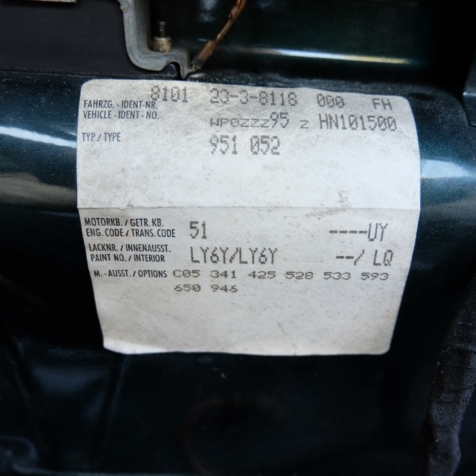 8101 23-3-8118 000 FH
FAHRZG.-IDENT-NR.
VEHICLE-IDENT-NO. WP0ZZZ95 Z HN101500
TYP/TYPE 951 052
MOTORKB./GETR.KB.
ENG.CODE/TRANS.CODE 51 ----UY
LACKNR./INNENAUSST.
PAINT NO./INTERIOR LY6Y/LY6Y --/ LQ
M.-AUSST./OPTIONS C05 341 425 528 533 593
650 946